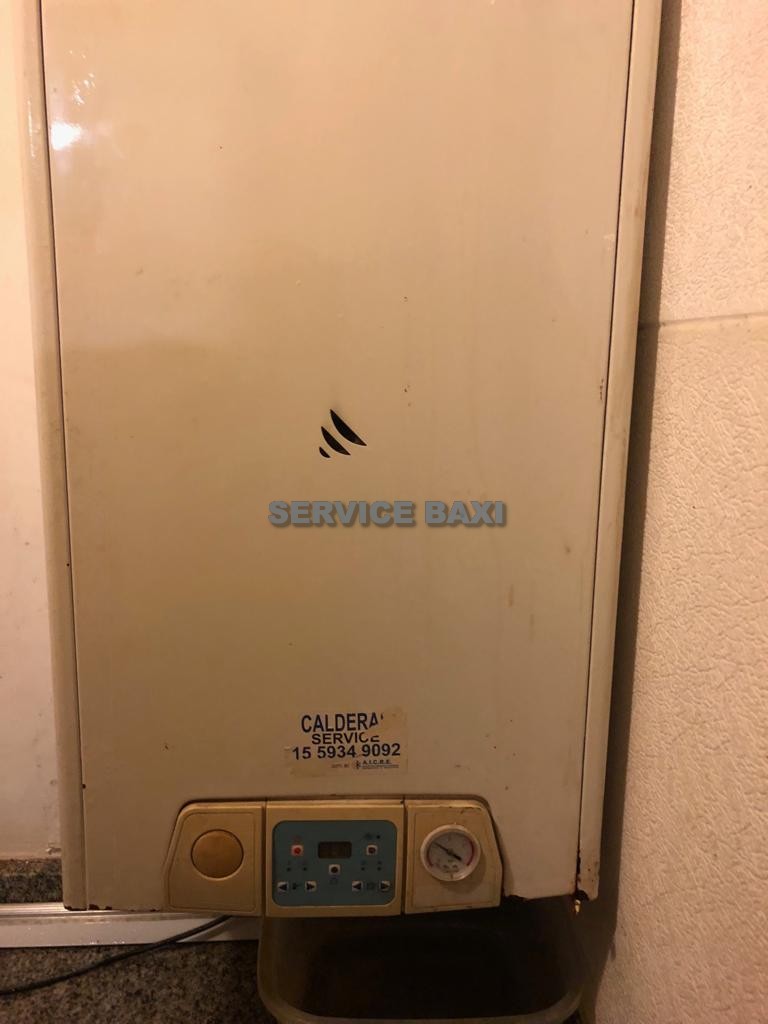 SERVICE BAXI
CALDERA
SERVICE
15 5934 9092
A.I.C.R.E.